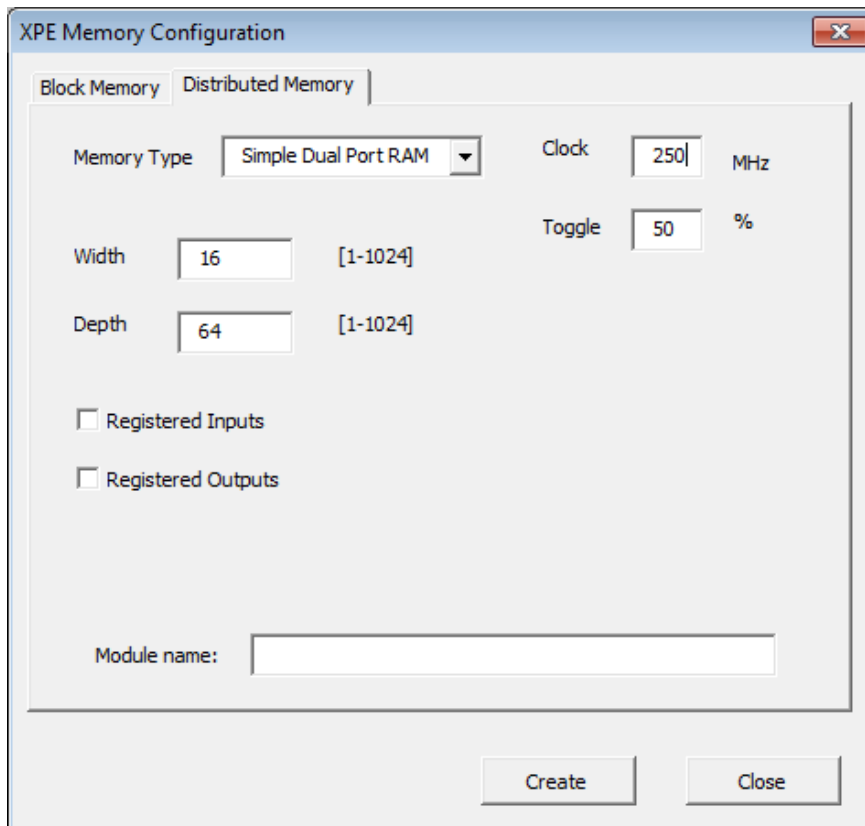 XPE Memory Configuration
Block Memory Distributed Memory
Memory Type Simple Dual Port RAM Clock 250 MHz
Toggle 50 %
Width 16 [1-1024]
Depth 64 [1-1024]
Registered Inputs
Registered Outputs
Module name:
Create Close